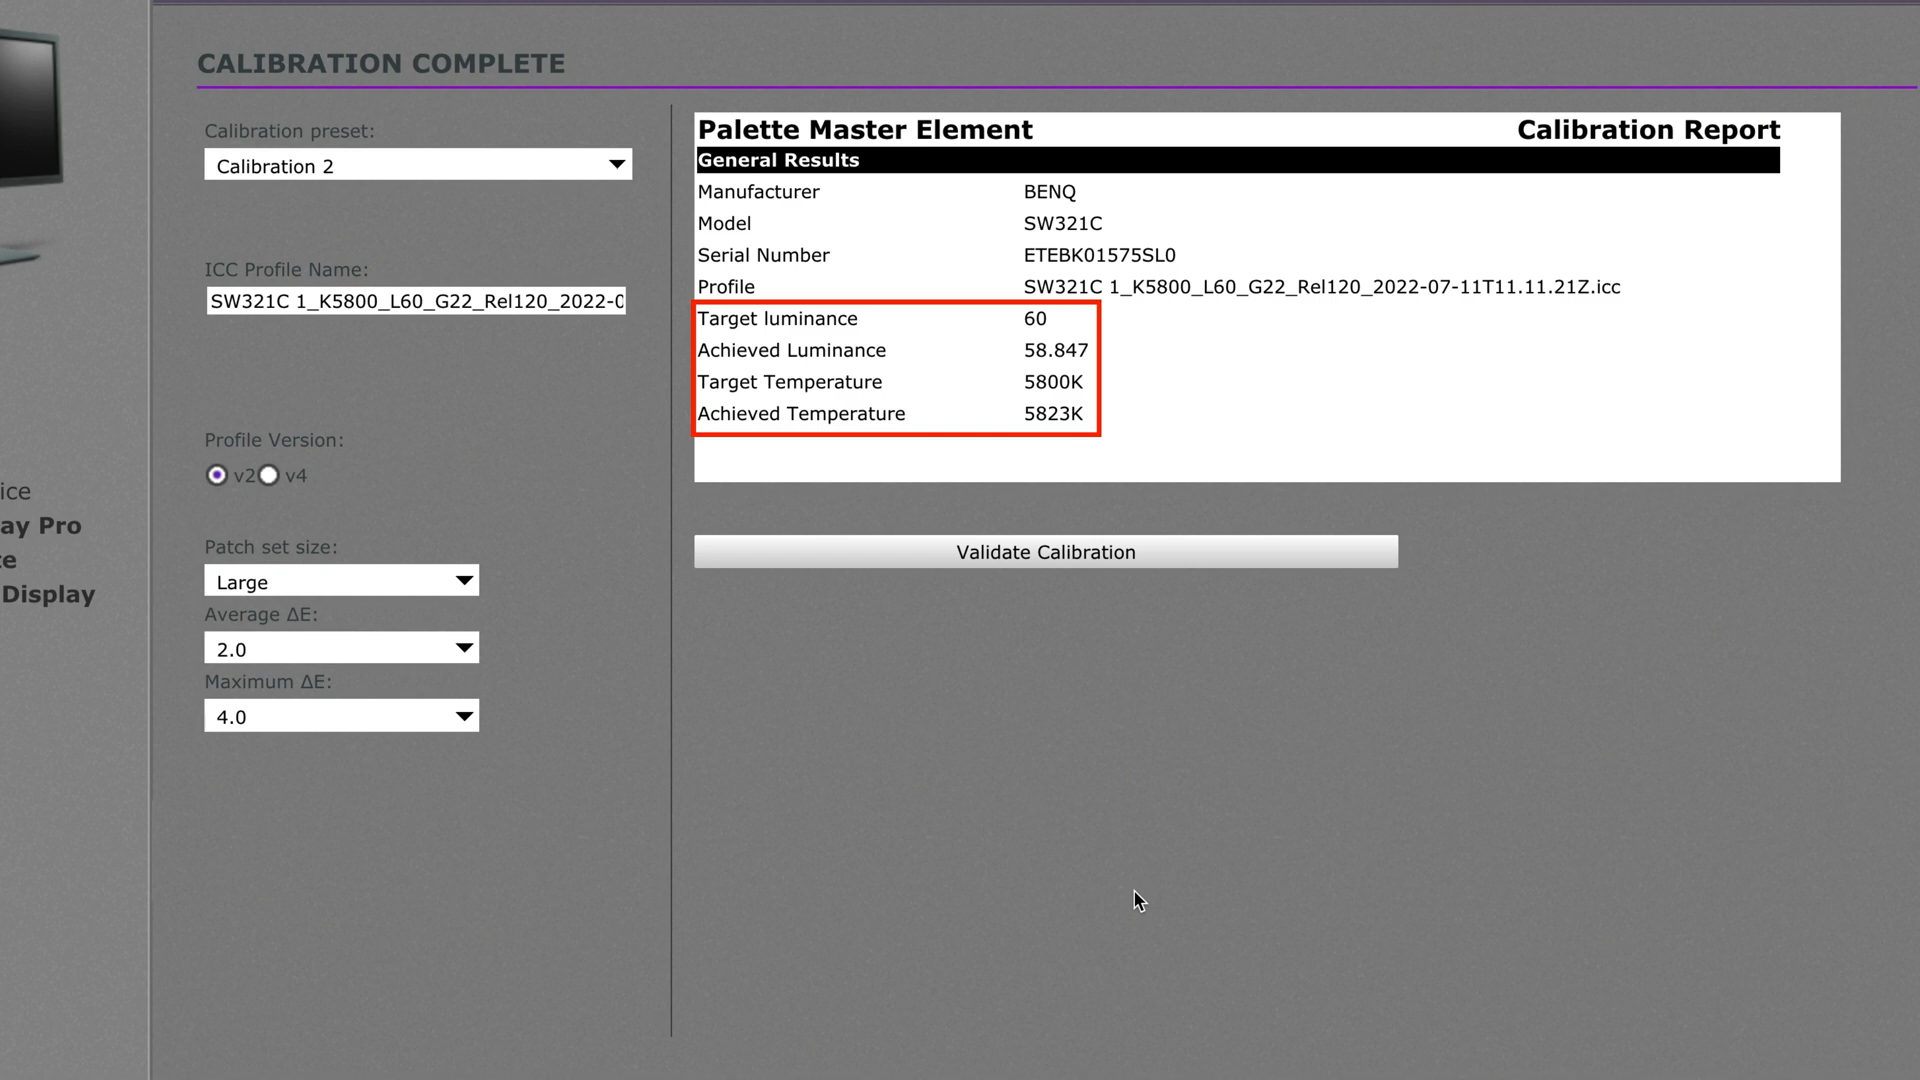 CALIBRATION COMPLETE
Calibration preset:
Calibration 2
ICC Profile Name:
SW321C 1_K5800_L60_G22_Rel120_2022-0
Profile Version:
v2 v4
Patch set size:
Large
Average ΔE:
2.0
Maximum ΔE:
4.0
ice
ay Pro
te
Display
Palette Master Element Calibration Report
General Results
Manufacturer BENQ
Model SW321C
Serial Number ETEBK01575SL0
Profile SW321C 1_K5800_L60_G22_Rel120_2022-07-11T11.11.21Z.icc
Target luminance 60
Achieved Luminance 58.847
Target Temperature 5800K
Achieved Temperature 5823K
Validate Calibration